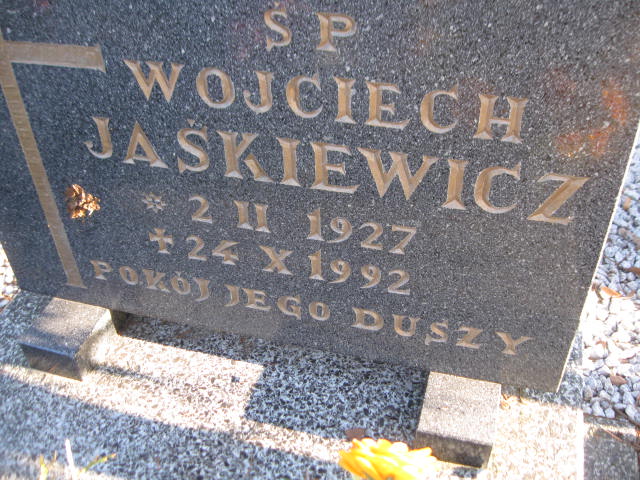 ŚP
WOJCIECH
JAŚKIEWICZ
* 2 II 1927
+ 24 X 1992
POKÓJ JEGO DUSZY